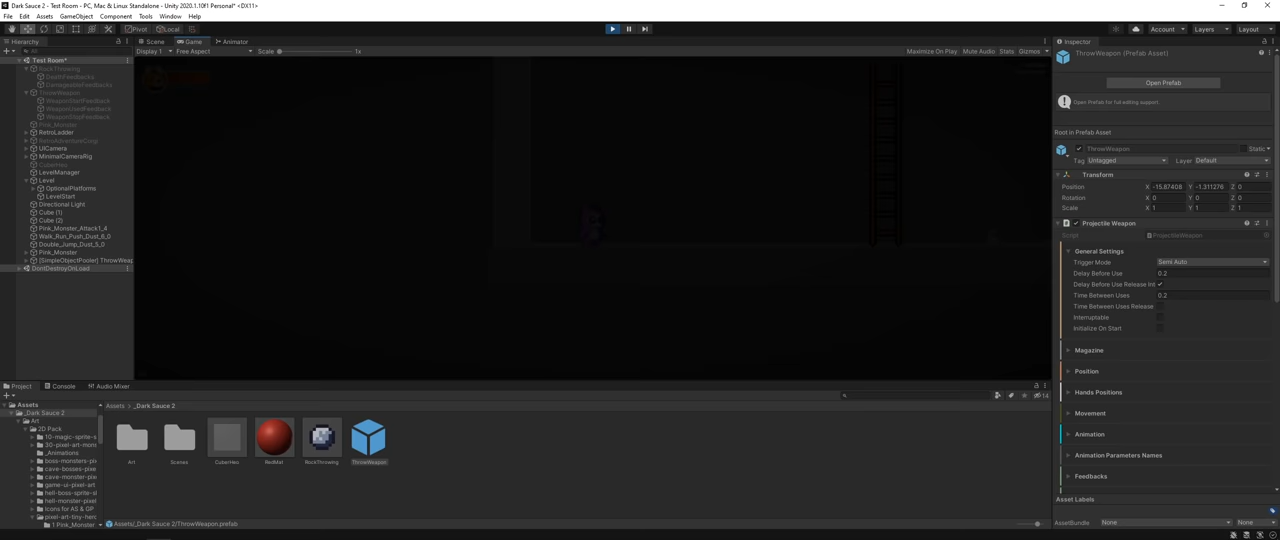 Dark Sauce 2 - Test Room - PC, Mac & Linux Standalone - Unity 2020.1.10f1 Personal* <DX11>
File Edit Assets GameObject Component Tools Window Help
Pivot Local Account Layers Layout
Hierarchy Scene Game Animator Inspector
All Display 1 Free Aspect Scale 1x Maximize On Play Mute Audio Stats Gizmos
ThrowWeapon (Prefab Asset)
Open Prefab
Open Prefab for full editing support.
Root in Prefab Asset
ThrowWeapon Static
Tag Untagged Layer Default
Transform
Position X -15.87408 Y -1.311276 Z 0
Rotation X 0 Y 0 Z 0
Scale X 1 Y 1 Z 1
Projectile Weapon
Script ProjectileWeapon
General Settings
Trigger Mode Semi Auto
Delay Before Use 0.2
Delay Before Use Release Int
Time Between Uses 0.2
Time Between Uses Release
Interruptable
Initialize On Start
Magazine
Position
Hands Positions
Movement
Animation
Animation Parameters Names
Feedbacks
Asset Labels
AssetBundle None None
Test Room*
RockThrowing
DeathFeedbacks
DamageableFeedbacks
ThrowWeapon
WeaponStartFeedback
WeaponUsedFeedback
WeaponStopFeedback
Pink_Monster
RetroLadder
RetroAdventureCorgi
UICamera
MinimalCameraRig
CuberHex
LevelManager
Level
OptionalPlatforms
LevelStart
Directional Light
Cube (1)
Cube (2)
Pink_Monster_Attack1_4
Walk_Run_Push_Dust_6_0
Double_Jump_Dust_5_0
Pink_Monster
[SimpleObjectPooler] ThrowWeap
DontDestroyOnLoad
Project Console Audio Mixer
14
Assets
_Dark Sauce 2
Art
2D Pack
10-magic-sprite-s
30-pixel-art-mons
_Animations
boss-monsters-pix
cave-bosses-pixe
cave-monster-pixe
game-ui-pixel-art
hell-boss-sprite-s
hell-monster-pixel
Icons for AS & GP
pixel-art-tiny-hero
1 Pink_Monster
Assets > _Dark Sauce 2
Art Scenes CuberHex RedMat RockThrowing ThrowWeapon
Assets/_Dark Sauce 2/ThrowWeapon.prefab